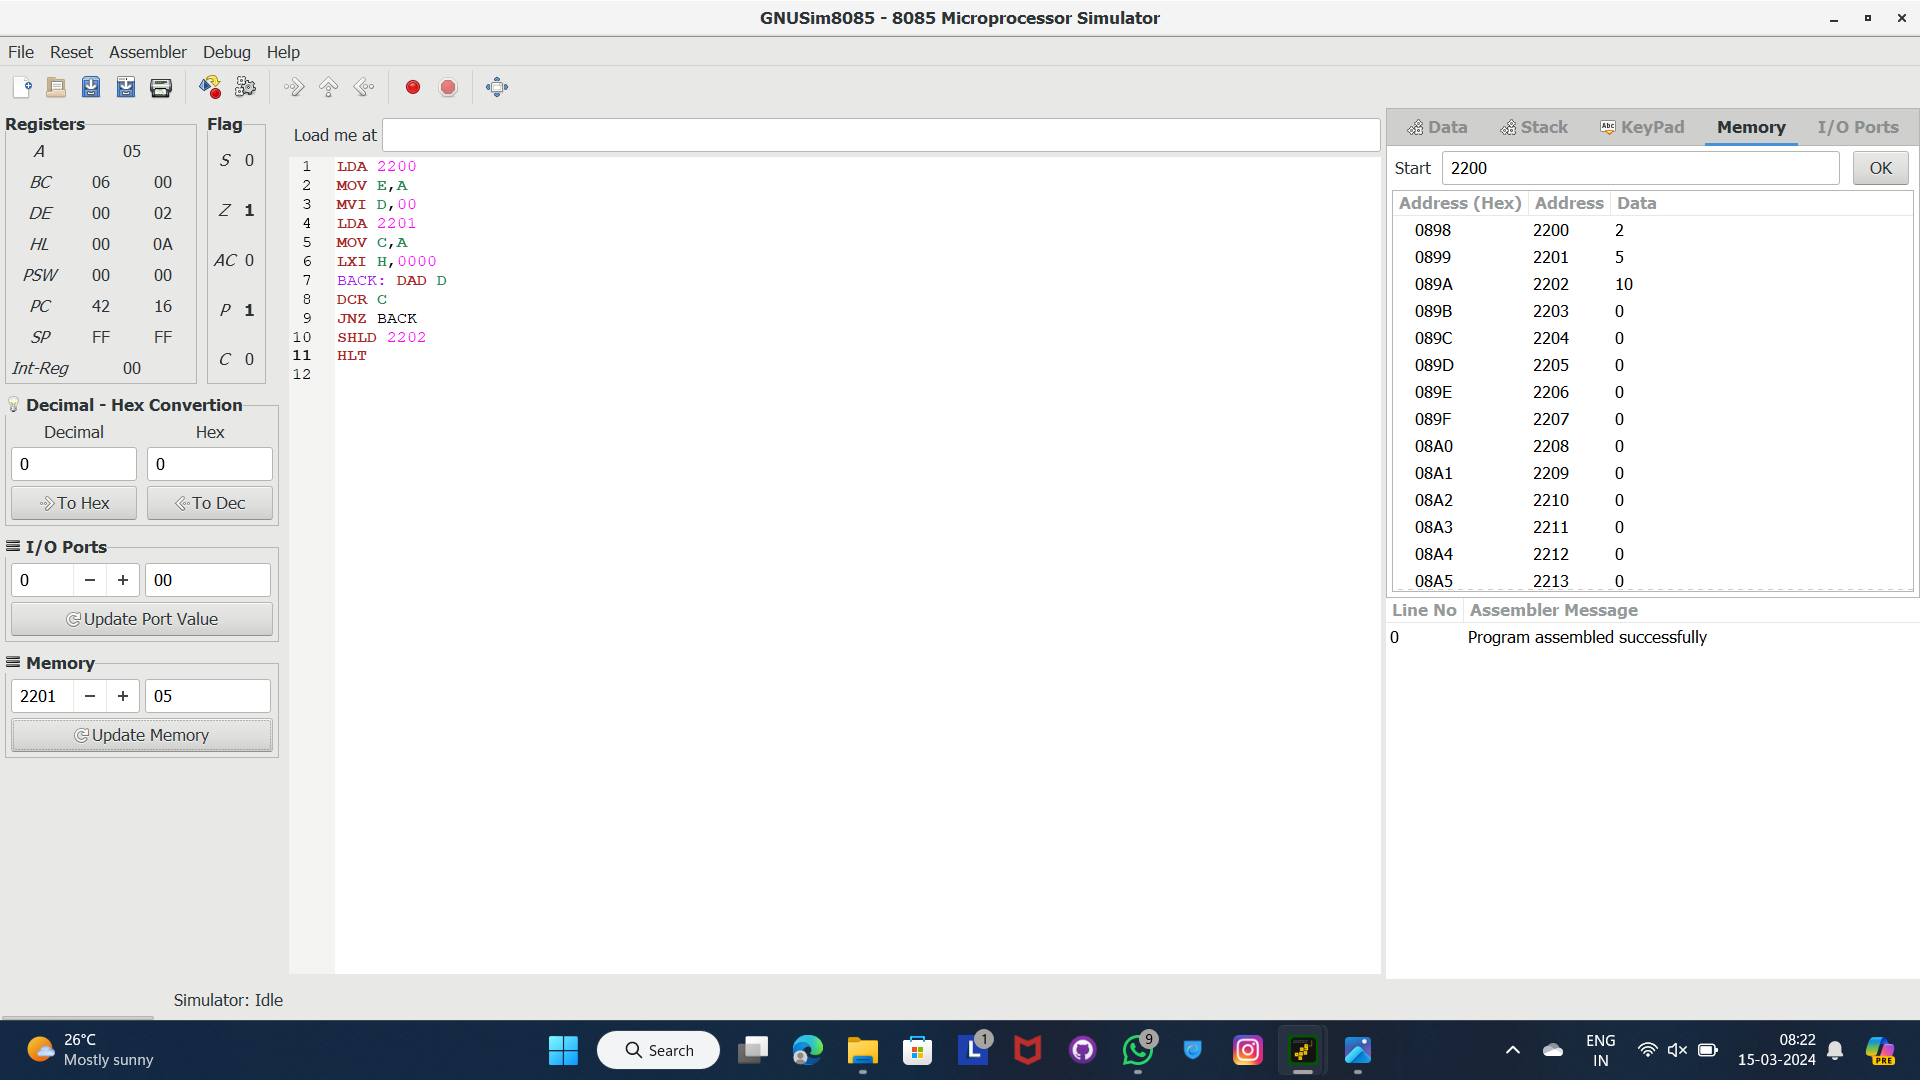 GNUSim8085 - 8085 Microprocessor Simulator
File Reset Assembler Debug Help
Registers
A 05
BC 06 00
DE 00 02
HL 00 0A
PSW 00 00
PC 42 16
SP FF FF
Int-Reg 00
Flag
S 0
Z 1
AC 0
P 1
C 0
Decimal - Hex Convertion
Decimal Hex
0 0
To Hex To Dec
I/O Ports
0 − + 00
Update Port Value
Memory
2201 − + 05
Update Memory
Load me at
1 LDA 2200
2 MOV E,A
3 MVI D,00
4 LDA 2201
5 MOV C,A
6 LXI H,0000
7 BACK: DAD D
8 DCR C
9 JNZ BACK
10 SHLD 2202
11 HLT
12
Data Stack Abc KeyPad Memory I/O Ports
Start 2200 OK
Address (Hex) Address Data
0898 2200 2
0899 2201 5
089A 2202 10
089B 2203 0
089C 2204 0
089D 2205 0
089E 2206 0
089F 2207 0
08A0 2208 0
08A1 2209 0
08A2 2210 0
08A3 2211 0
08A4 2212 0
08A5 2213 0
Line No Assembler Message
0 Program assembled successfully
Simulator: Idle
26°C
Mostly sunny
Search
L 1
9
ENG
IN
08:22
15-03-2024
PRE